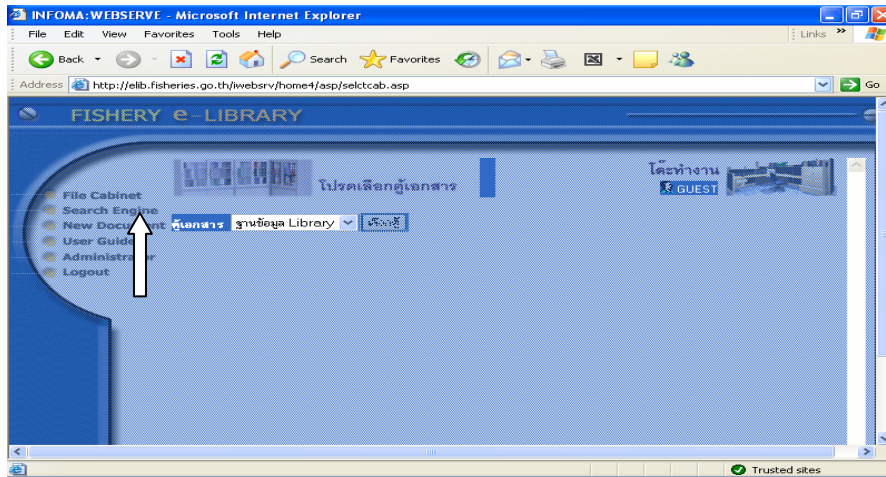 INFOMA:WEBSERVE - Microsoft Internet Explorer
File Edit View Favorites Tools Help Links »
Back Search Favorites
Address http://elib.fisheries.go.th/iwebsrv/home4/asp/selctcab.asp Go
FISHERY e-LIBRARY
โปรดเลือกตู้เอกสาร
โต๊ะทำงาน
GUEST
File Cabinet
Search Engine
New Document
User Guide
Administrator
Logout
ตู้เอกสาร ฐานข้อมูล Library
Trusted sites